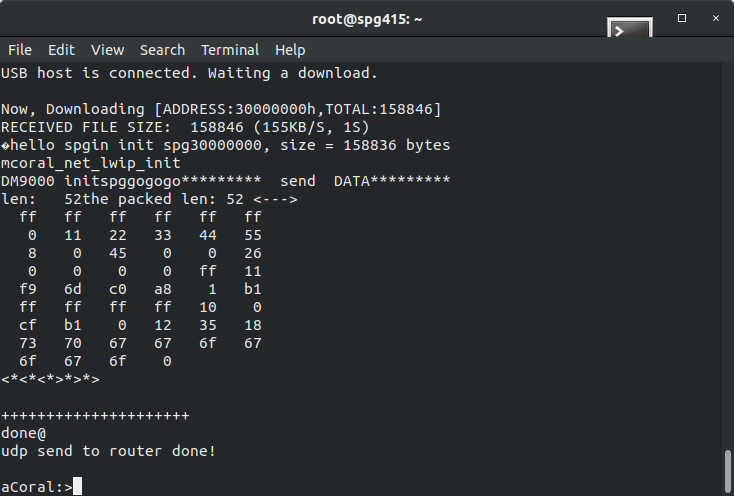 root@spg415: ~
File Edit View Search Terminal Help
USB host is connected. Waiting a download.
Now, Downloading [ADDRESS:30000000h,TOTAL:158846]
RECEIVED FILE SIZE:  158846 (155KB/S, 1S)
�hello spgin init spg30000000, size = 158836 bytes
mcoral_net_lwip_init
DM9000 initspggogogo*********  send  DATA*********
len:   52the packed len: 52 <--->
ff ff ff ff ff ff
0 11 22 33 44 55
8 0 45 0 0 26
0 0 0 0 ff 11
f9 6d c0 a8 1 b1
ff ff ff ff 10 0
cf b1 0 12 35 18
73 70 67 67 6f 67
6f 67 6f 0
<*<*<*>*>*>
+++++++++++++++++++++
done@
udp send to router done!
aCoral:>